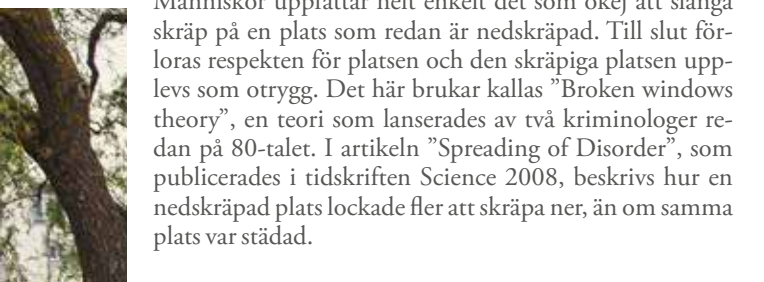 Människor uppfattar helt enkelt det som okej att slänga
skräp på en plats som redan är nedskräpad. Till slut för-
loras respekten för platsen och den skräpiga platsen upp-
levs som otrygg. Det här brukar kallas ”Broken windows
theory”, en teori som lanserades av två kriminologer re-
dan på 80-talet. I artikeln ”Spreading of Disorder”, som
publicerades i tidskriften Science 2008, beskrivs hur en
nedskräpad plats lockade fler att skräpa ner, än om samma
plats var städad.